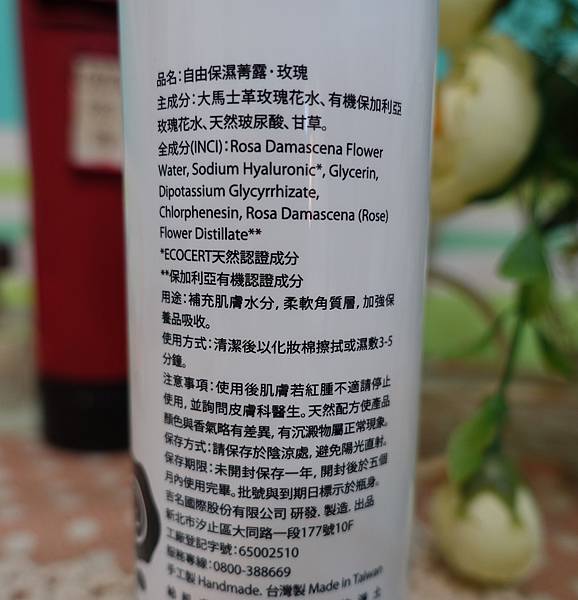 品名：自由保濕菁露‧玫瑰
主成分：大馬士革玫瑰花水、有機保加利亞
玫瑰花水、天然玻尿酸、甘草。
全成分(INCI)：Rosa Damascena Flower
Water, Sodium Hyaluronic*, Glycerin,
Dipotassium Glycyrrhizate,
Chlorphenesin, Rosa Damascena (Rose)
Flower Distillate**
*ECOCERT天然認證成分
**保加利亞有機認證成分
用途：補充肌膚水分，柔軟角質層，加強保
養品吸收。
使用方式：清潔後以化妝棉擦拭或濕敷3-5
分鐘。
注意事項：使用後肌膚若紅腫不適請停止
使用，並詢問皮膚科醫生。天然配方使產品
顏色與香氣略有差異，有沉澱物屬正常現象。
保存方式：請保存於陰涼處，避免陽光直射。
保存期限：未開封保存一年，開封後於五個
月內使用完畢。批號與到期日標示於瓶身。
吉名國際股份有限公司 研發. 製造. 出品
新北市汐止區大同路一段177號10F
工廠登記字號：65002510
服務專線：0800-388669
手工製 Handmade. 台灣製 Made in Taiwan